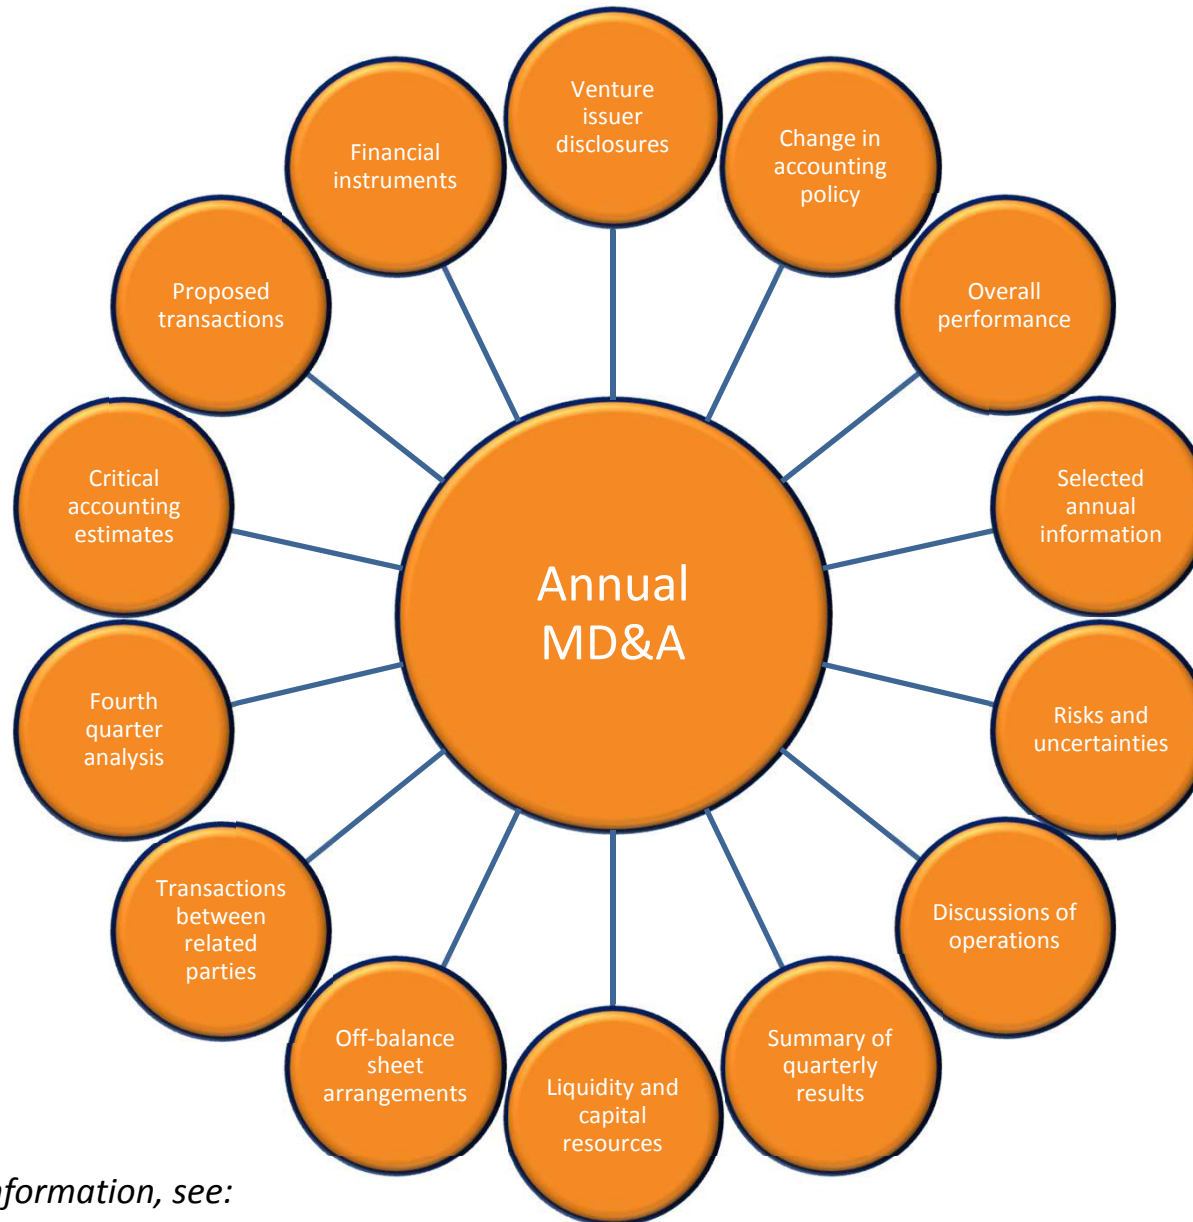 Venture
issuer
disclosures
Change in
accounting
policy
Overall
performance
Selected
annual
information
Risks and
uncertainties
Discussions of
operations
Summary of
quarterly
results
Liquidity and
capital
resources
Off-balance
sheet
arrangements
Transactions
between
related
parties
Fourth
quarter
analysis
Critical
accounting
estimates
Proposed
transactions
Financial
instruments
Annual
MD&A
nformation, see: